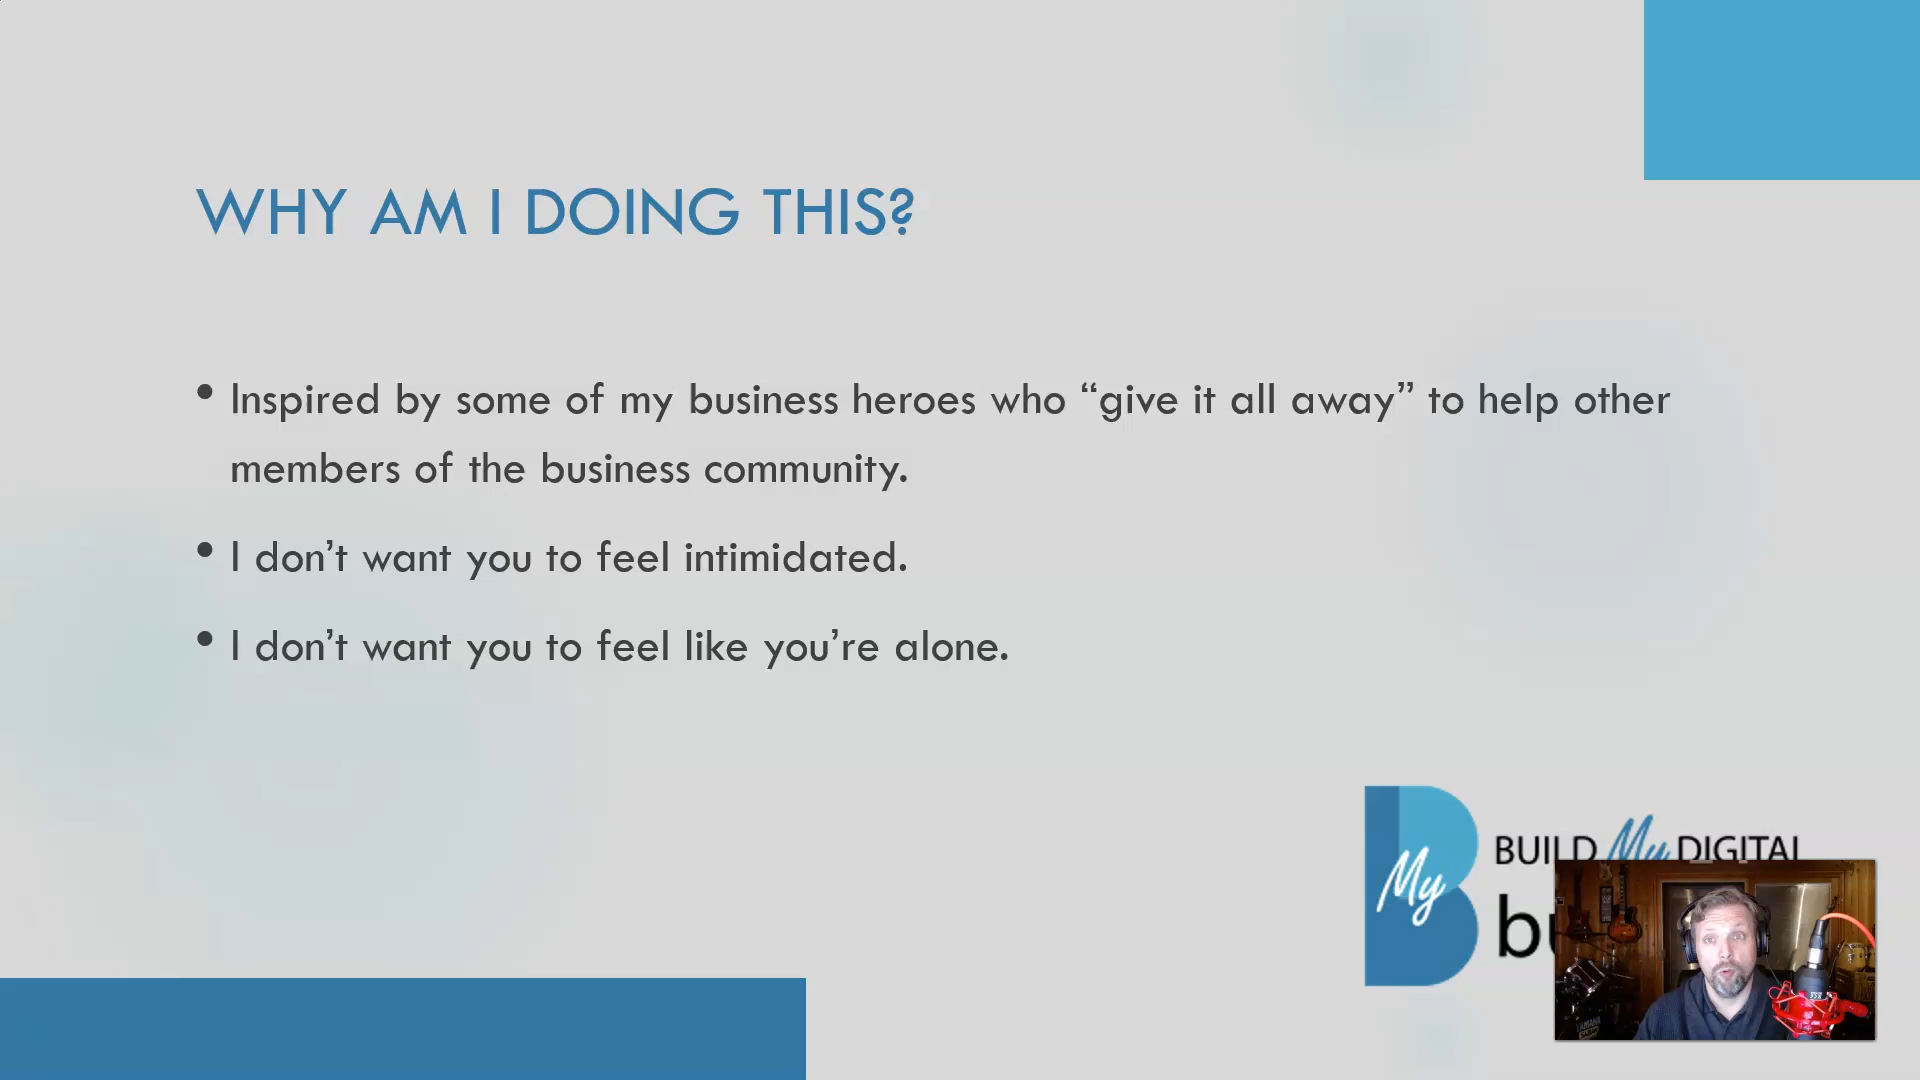 WHY AM I DOING THIS?
• Inspired by some of my business heroes who “give it all away” to help other
members of the business community.
• I don’t want you to feel intimidated.
• I don’t want you to feel like you’re alone.
My
BUILD My DIGITAL
YAMAHA